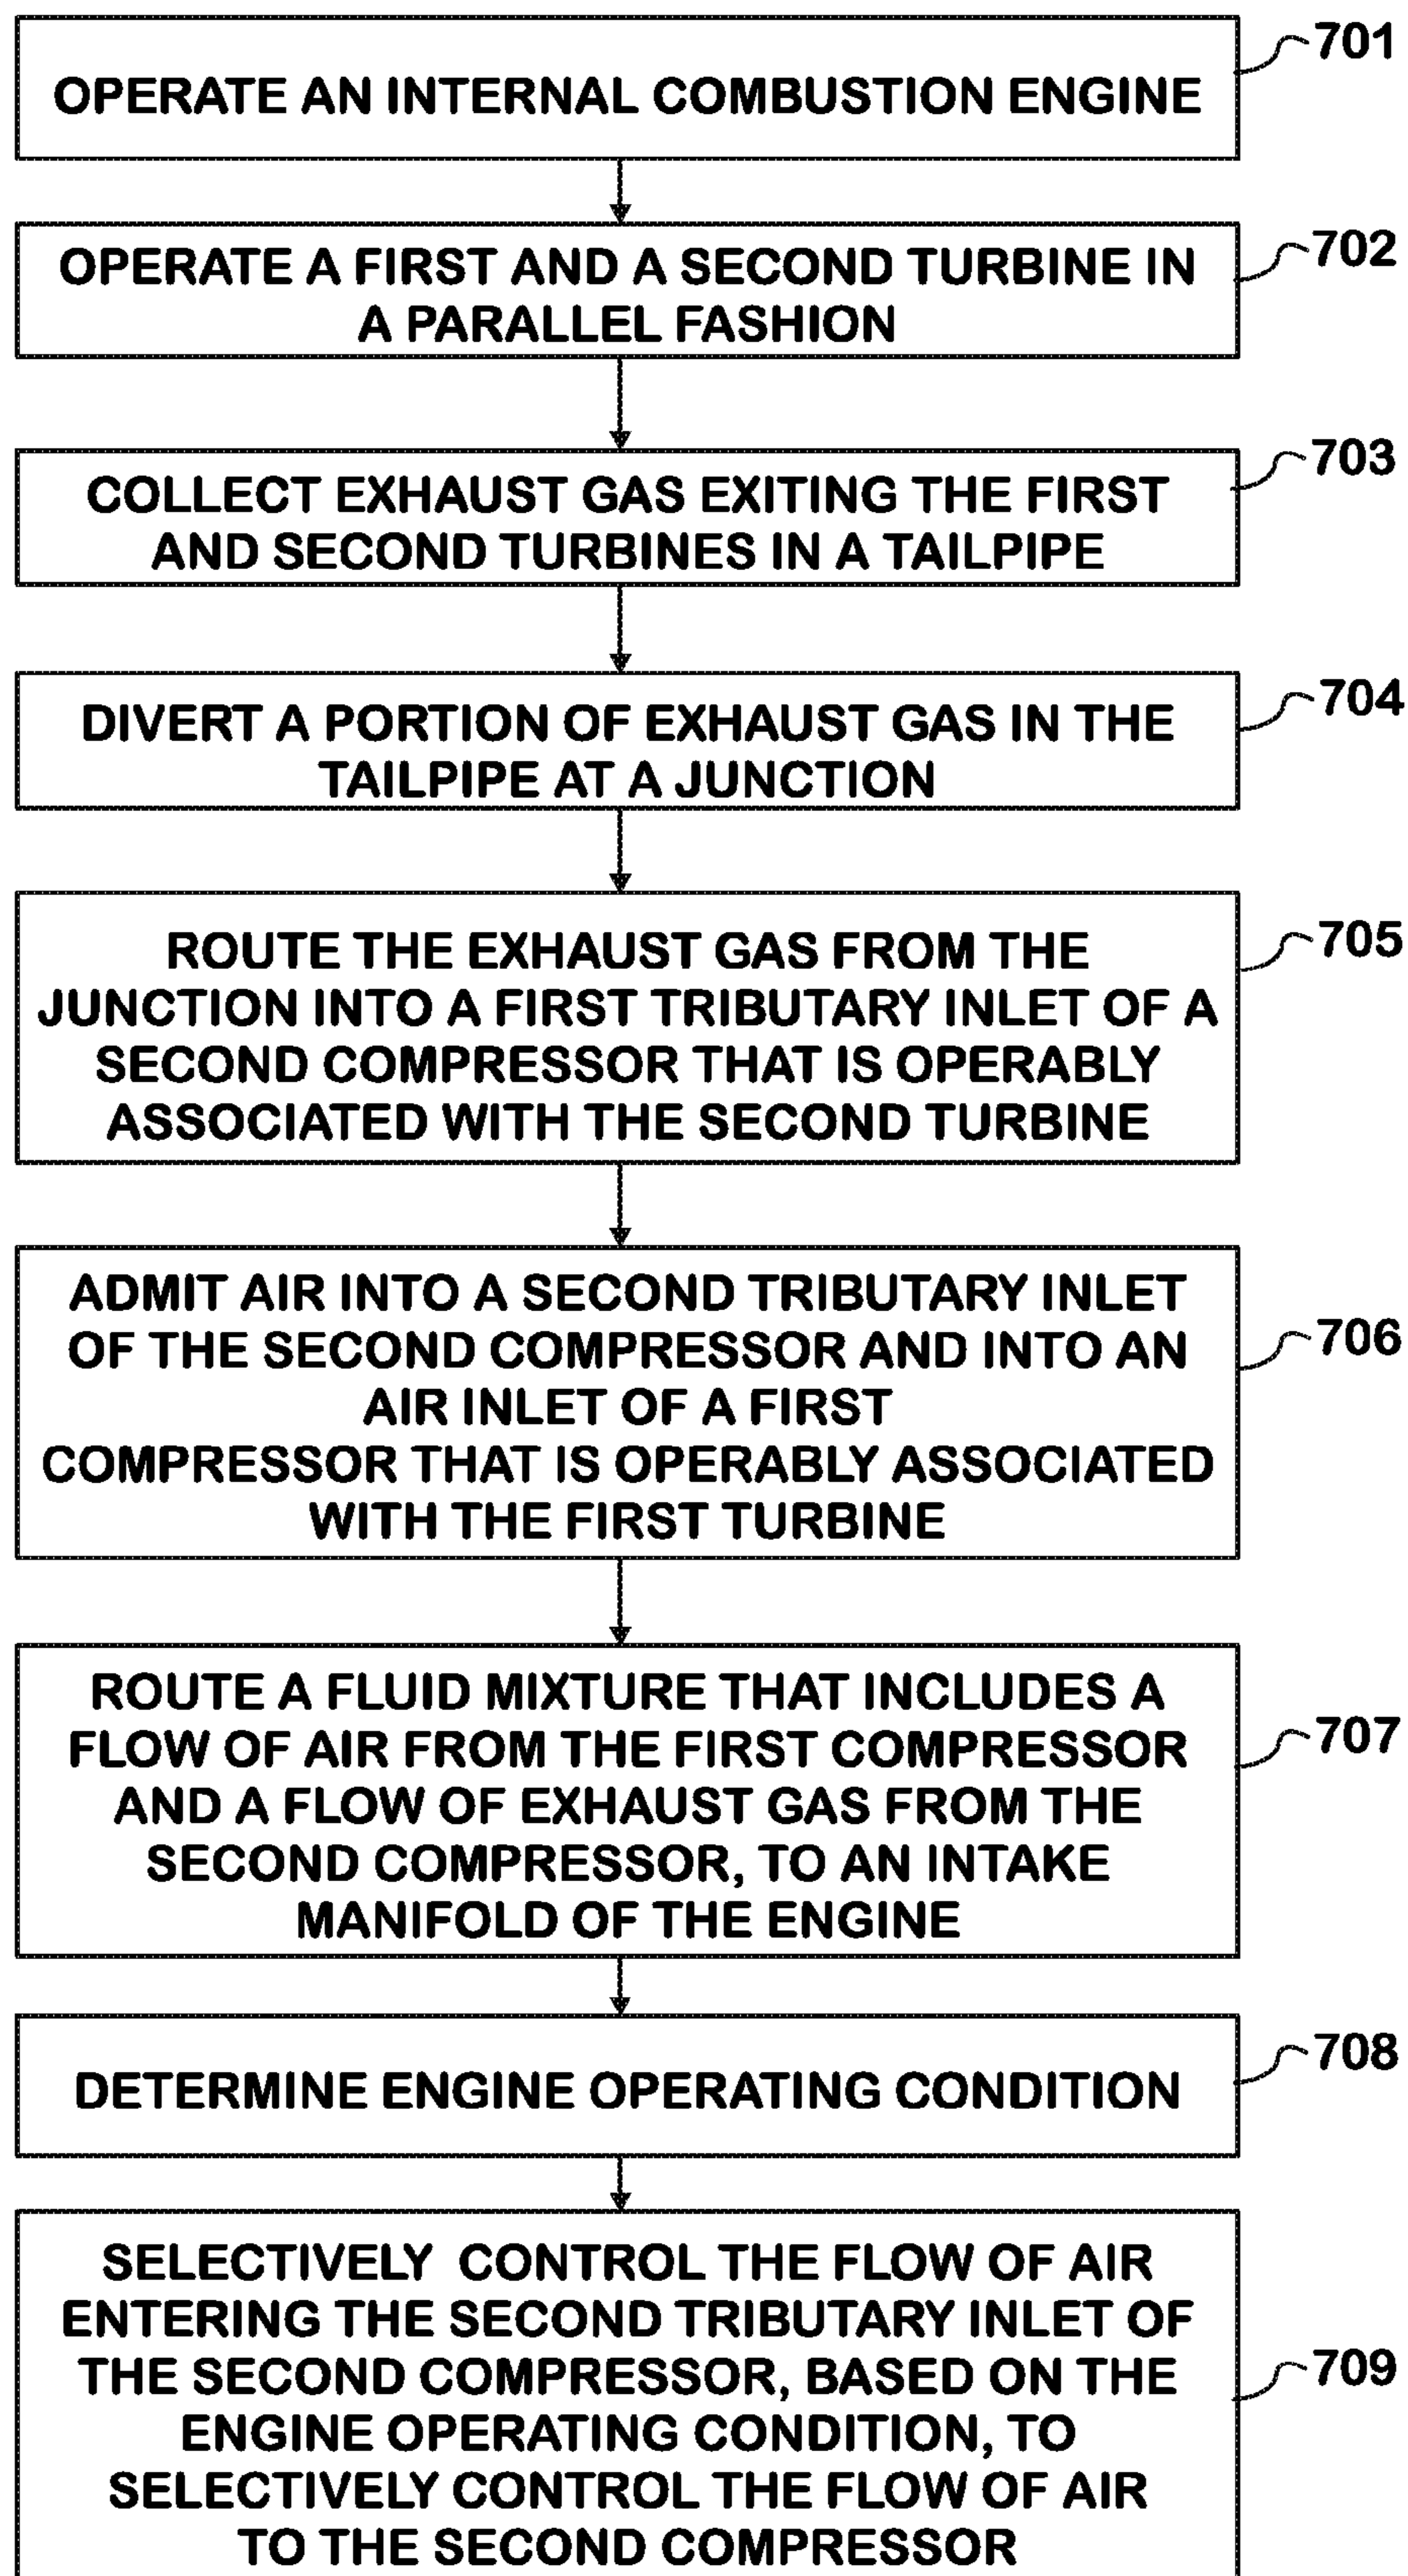 701
OPERATE AN INTERNAL COMBUSTION ENGINE
702
OPERATE A FIRST AND A SECOND TURBINE IN
A PARALLEL FASHION
703
COLLECT EXHAUST GAS EXITING THE FIRST
AND SECOND TURBINES IN A TAILPIPE
704
DIVERT A PORTION OF EXHAUST GAS IN THE
TAILPIPE AT A JUNCTION
705
ROUTE THE EXHAUST GAS FROM THE
JUNCTION INTO A FIRST TRIBUTARY INLET OF A
SECOND COMPRESSOR THAT IS OPERABLY
ASSOCIATED WITH THE SECOND TURBINE
706
ADMIT AIR INTO A SECOND TRIBUTARY INLET
OF THE SECOND COMPRESSOR AND INTO AN
AIR INLET OF A FIRST
COMPRESSOR THAT IS OPERABLY ASSOCIATED
WITH THE FIRST TURBINE
707
ROUTE A FLUID MIXTURE THAT INCLUDES A
FLOW OF AIR FROM THE FIRST COMPRESSOR
AND A FLOW OF EXHAUST GAS FROM THE
SECOND COMPRESSOR, TO AN INTAKE
MANIFOLD OF THE ENGINE
708
DETERMINE ENGINE OPERATING CONDITION
709
SELECTIVELY CONTROL THE FLOW OF AIR
ENTERING THE SECOND TRIBUTARY INLET OF
THE SECOND COMPRESSOR, BASED ON THE
ENGINE OPERATING CONDITION, TO
SELECTIVELY CONTROL THE FLOW OF AIR
TO THE SECOND COMPRESSOR